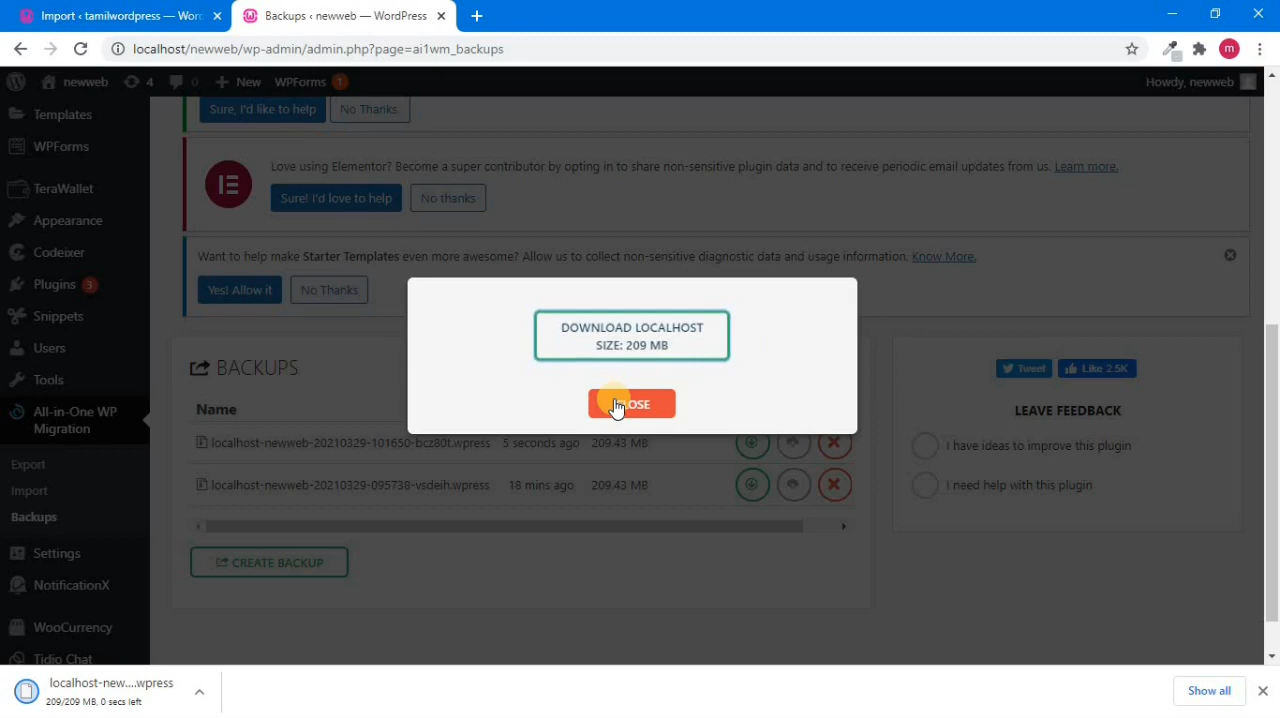 Import ‹ tamilwordpress — Word
Backups ‹ newweb — WordPress
localhost/newweb/wp-admin/admin.php?page=ai1wm_backups
m
newweb
4
0
New
WPForms
1
Howdy, newweb
Templates
WPForms
TeraWallet
Appearance
Codeixer
Plugins
3
Snippets
Users
Tools
All-in-One WP
Migration
Export
Import
Backups
Settings
NotificationX
WooCurrency
Tidio Chat
Sure, I'd like to help
No Thanks
Love using Elementor? Become a super contributor by opting in to share non-sensitive plugin data and to receive periodic email updates from us. Learn more.
Sure! I'd love to help
No thanks
Want to help make Starter Templates even more awesome? Allow us to collect non-sensitive diagnostic data and usage information. Know More.
Yes! Allow it
No Thanks
DOWNLOAD LOCALHOST
SIZE: 209 MB
BACKUPS
Name
localhost-newweb-20210329-101650-bcz80t.wpress
5 seconds ago
209.43 MB
localhost-newweb-20210329-095738-vsdeih.wpress
18 mins ago
209.43 MB
CREATE BACKUP
Tweet
Like 2.5K
LEAVE FEEDBACK
I have ideas to improve this plugin
I need help with this plugin
localhost-new....wpress
209/209 MB, 0 secs left
Show all